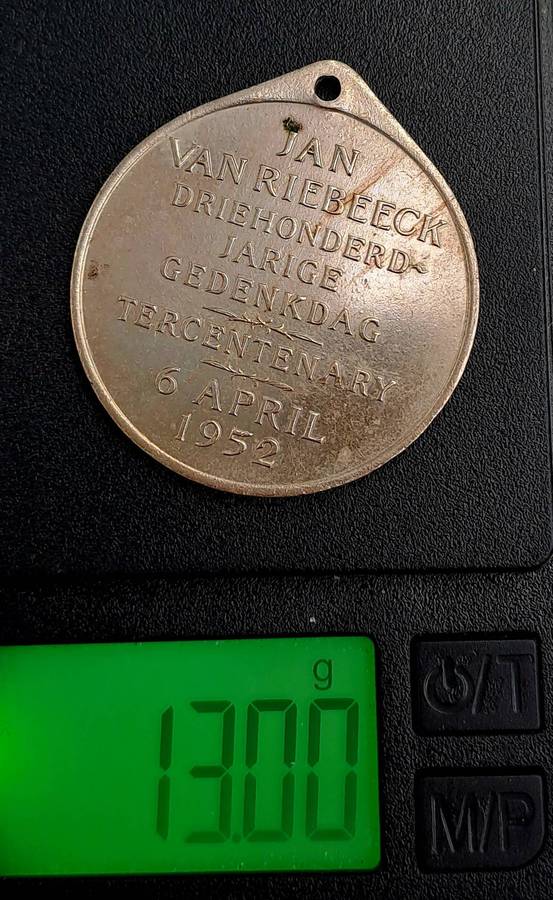 JAN
VAN RIEBEECK
DRIEHONDERD-
JARIGE
GEDENKDAG
TERCENTENARY
6 APRIL
1952
g
13.00
/T
M/P